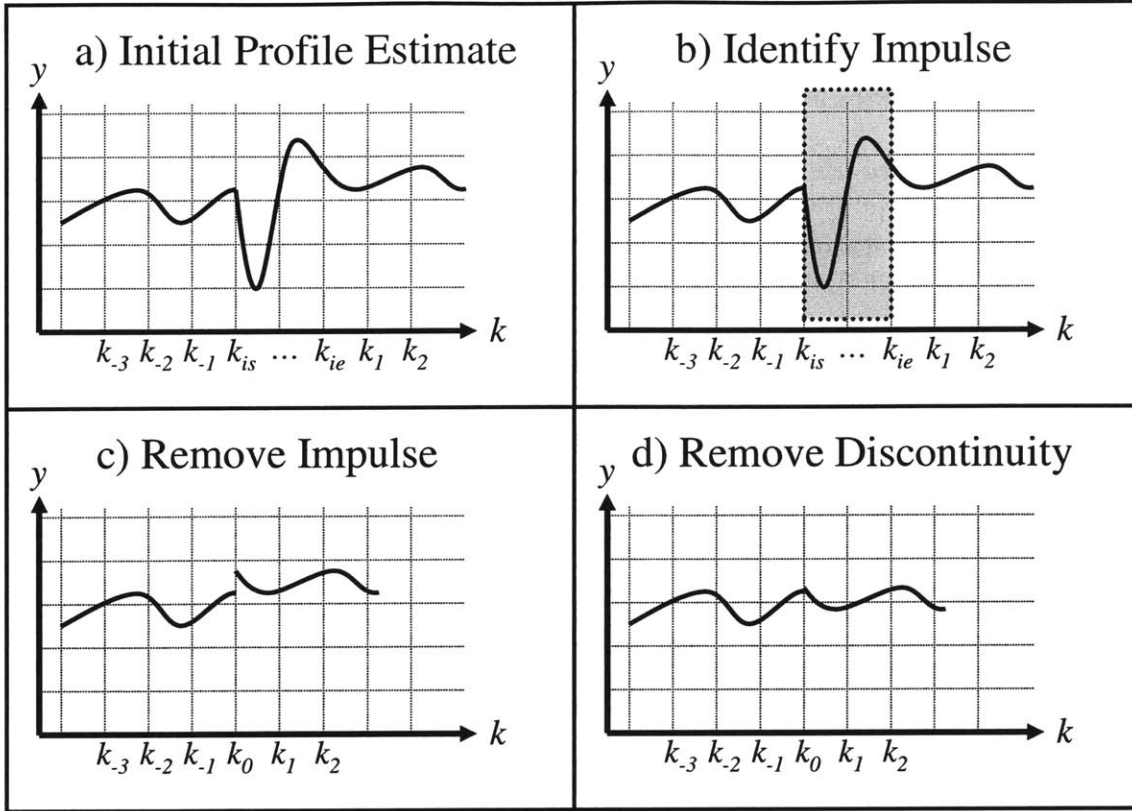 a) Initial Profile Estimate
y
k
k-3 k-2 k-1 kis ... kie k1 k2
b) Identify Impulse
y
k
k-3 k-2 k-1 kis ... kie k1 k2
c) Remove Impulse
y
k
k-3 k-2 k-1 k0 k1 k2
d) Remove Discontinuity
y
k
k-3 k-2 k-1 k0 k1 k2